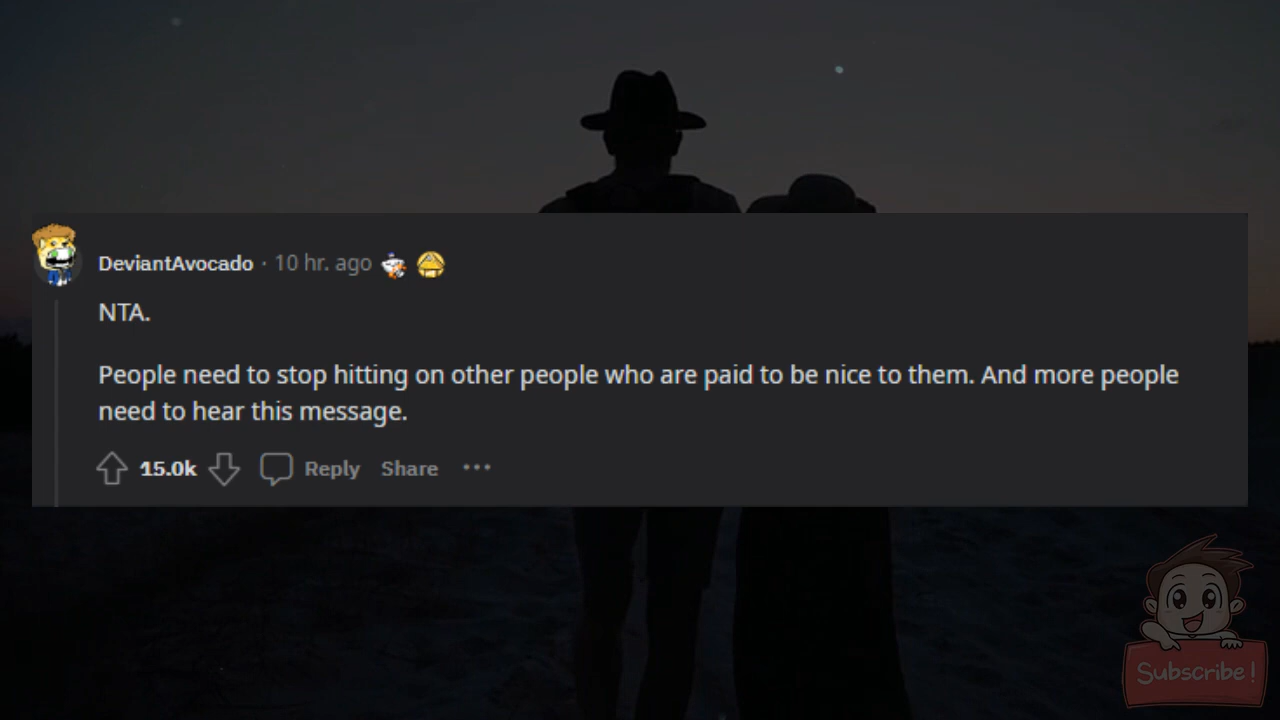 DeviantAvocado · 10 hr. ago
NTA.
People need to stop hitting on other people who are paid to be nice to them. And more people
need to hear this message.
15.0k Reply Share ···
Subscribe!